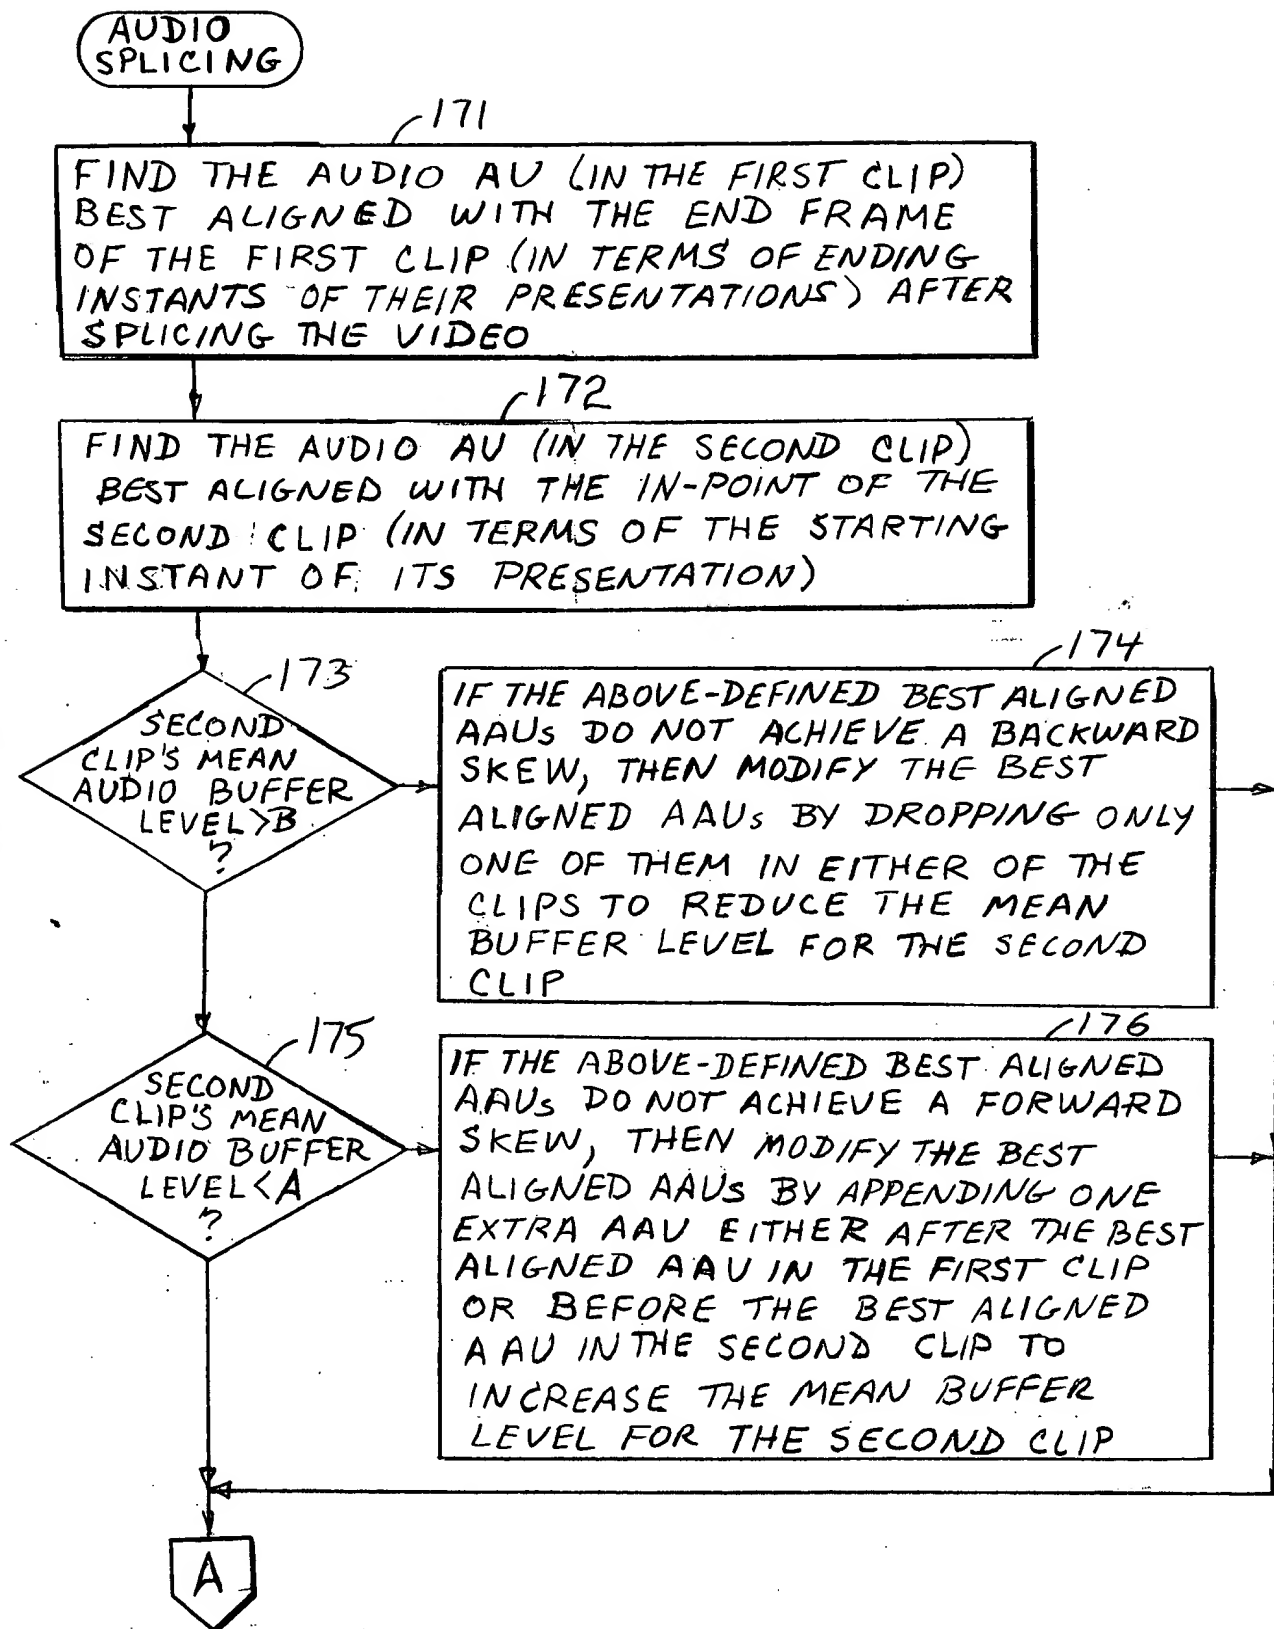 AUDIO
SPLICING
171
FIND THE AUDIO AU (IN THE FIRST CLIP)
BEST ALIGNED WITH THE END FRAME
OF THE FIRST CLIP (IN TERMS OF ENDING
INSTANTS OF THEIR PRESENTATIONS) AFTER
SPLICING THE VIDEO
172
FIND THE AUDIO AU (IN THE SECOND CLIP)
BEST ALIGNED WITH THE IN-POINT OF THE
SECOND CLIP (IN TERMS OF THE STARTING
INSTANT OF ITS PRESENTATION)
173
SECOND
CLIP'S MEAN
AUDIO BUFFER
LEVEL>B
?
174
IF THE ABOVE-DEFINED BEST ALIGNED
AAUs DO NOT ACHIEVE A BACKWARD
SKEW, THEN MODIFY THE BEST
ALIGNED AAUs BY DROPPING ONLY
ONE OF THEM IN EITHER OF THE
CLIPS TO REDUCE THE MEAN
BUFFER LEVEL FOR THE SECOND
CLIP
175
SECOND
CLIP'S MEAN
AUDIO BUFFER
LEVEL<A
?
176
IF THE ABOVE-DEFINED BEST ALIGNED
AAUs DO NOT ACHIEVE A FORWARD
SKEW, THEN MODIFY THE BEST
ALIGNED AAUs BY APPENDING ONE
EXTRA AAU EITHER AFTER THE BEST
ALIGNED AAU IN THE FIRST CLIP
OR BEFORE THE BEST ALIGNED
AAU IN THE SECOND CLIP TO
INCREASE THE MEAN BUFFER
LEVEL FOR THE SECOND CLIP
A